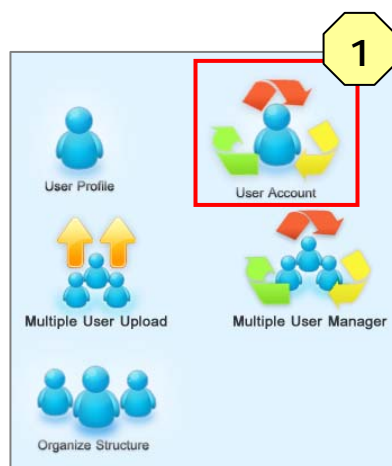 1
User Profile
User Account
Multiple User Upload
Multiple User Manager
Organize Structure